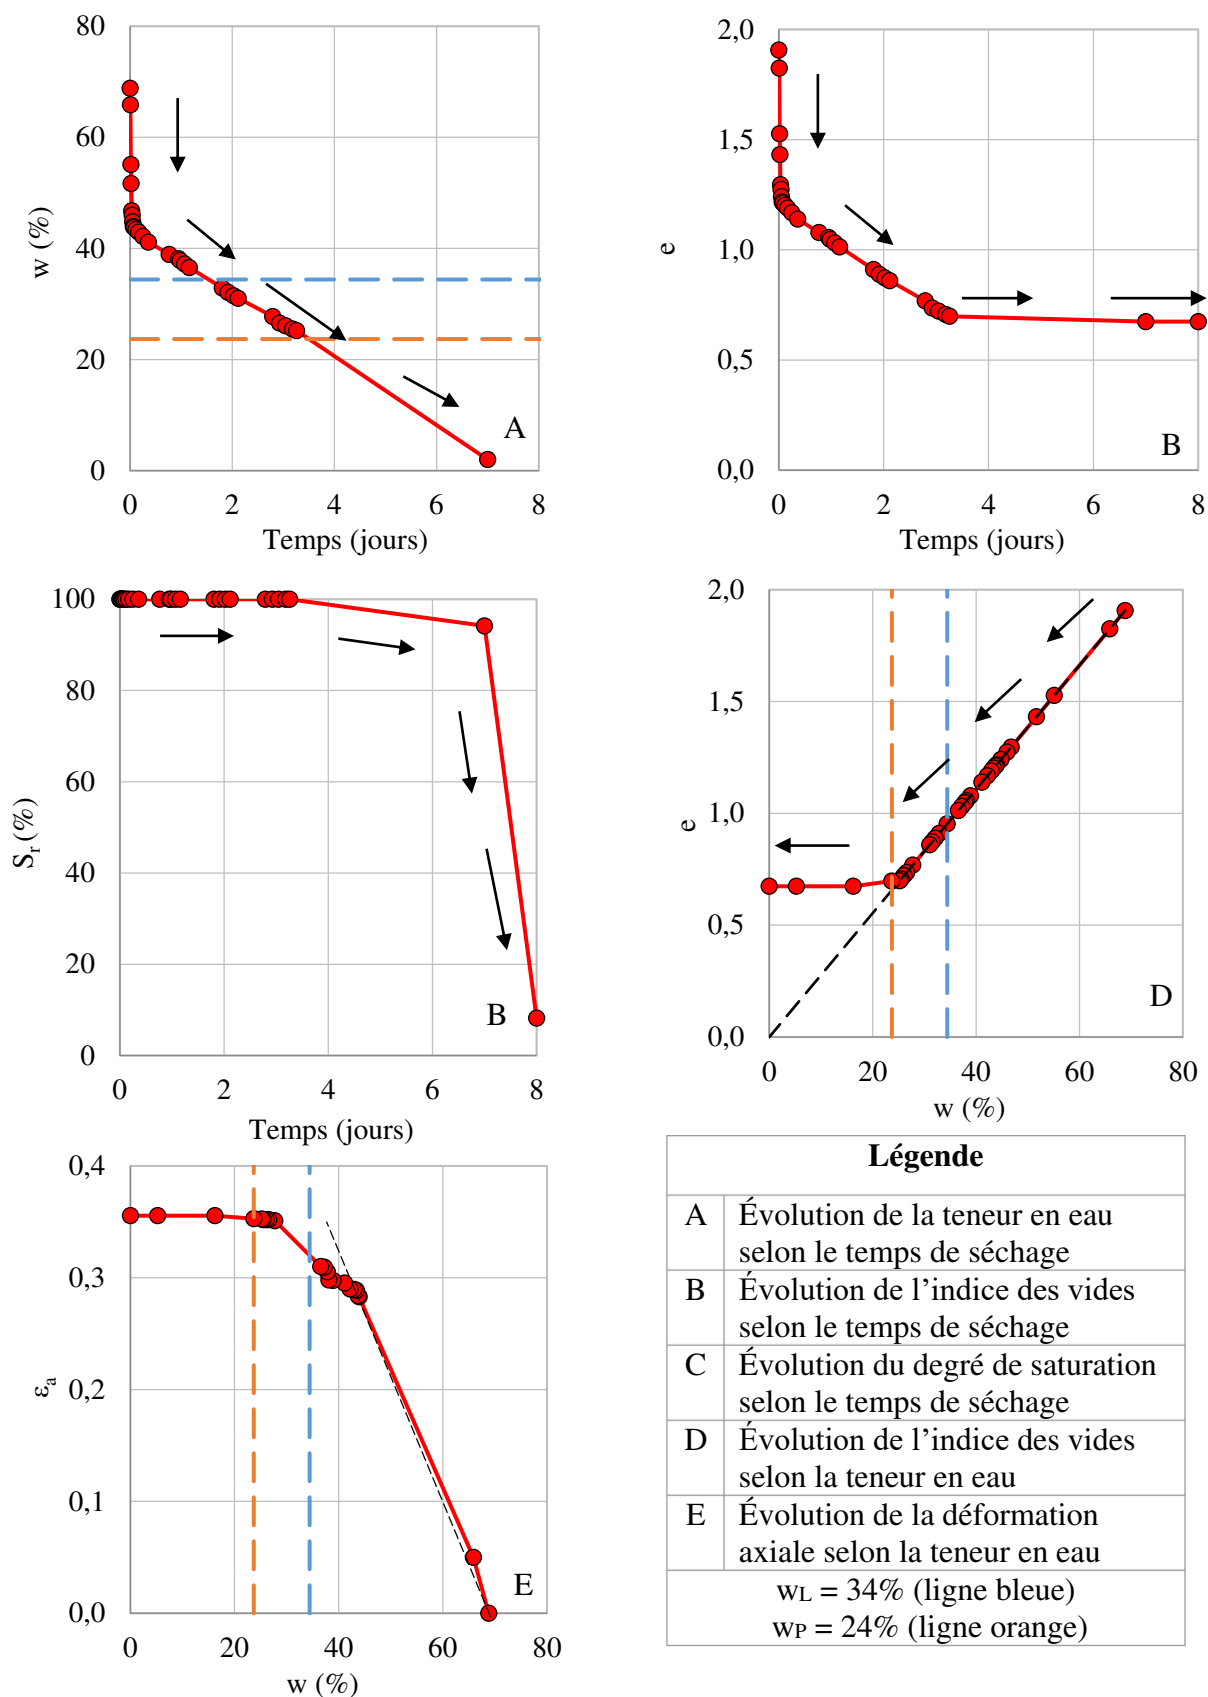 80
60
40
20
0
w (%)
0 2 4 6 8
Temps (jours)
A
2,0
1,5
1,0
0,5
0,0
e
0 2 4 6 8
Temps (jours)
B
100
80
60
40
20
0
Sr (%)
0 2 4 6 8
Temps (jours)
B
2,0
1,5
1,0
0,5
0,0
e
0 20 40 60 80
w (%)
D
0,4
0,3
0,2
0,1
0,0
εa
0 20 40 60 80
w (%)
E
Légende
A Évolution de la teneur en eau
selon le temps de séchage
B Évolution de l’indice des vides
selon le temps de séchage
C Évolution du degré de saturation
selon le temps de séchage
D Évolution de l’indice des vides
selon la teneur en eau
E Évolution de la déformation
axiale selon la teneur en eau
wL = 34% (ligne bleue)
wP = 24% (ligne orange)